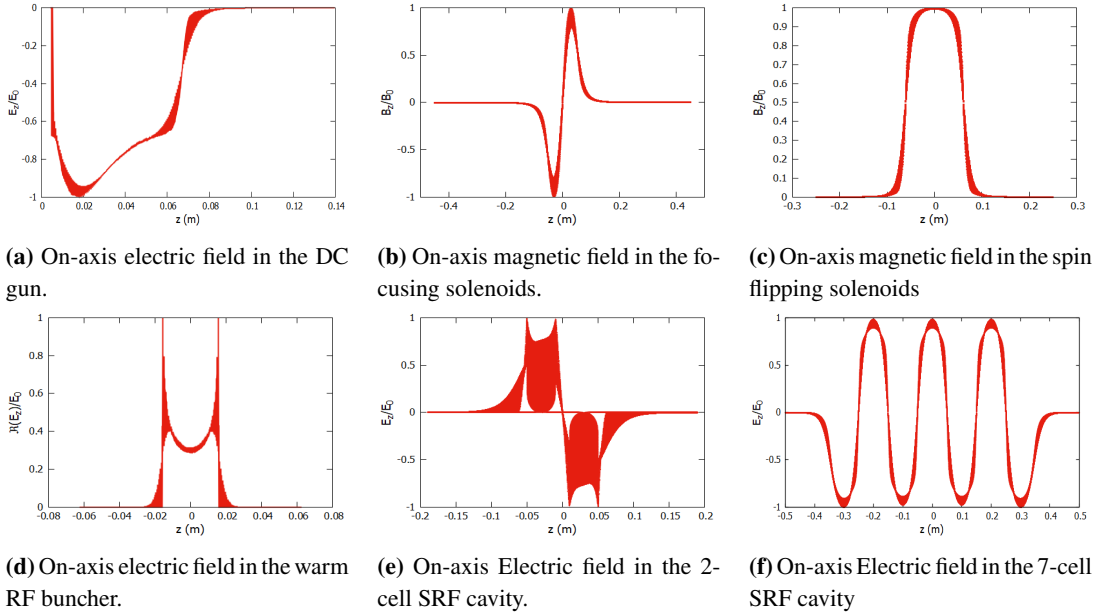 0
-0.2
-0.4
-0.6
-0.8
-1
E_z/E_0
0 0.02 0.04 0.06 0.08 0.1 0.12 0.14
z (m)
1
0.5
0
-0.5
-1
B_z/B_0
-0.4 -0.2 0 0.2 0.4
z (m)
1
0.9
0.8
0.7
0.6
0.5
0.4
0.3
0.2
0.1
0
B_z/B_0
-0.3 -0.2 -0.1 0 0.1 0.2 0.3
z (m)
(a) On-axis electric field in the DC
gun.
(b) On-axis magnetic field in the fo-
cusing solenoids.
(c) On-axis magnetic field in the spin
flipping solenoids
1
0.8
0.6
0.4
0.2
0
ℜ(E_z)/E_0
-0.08 -0.06 -0.04 -0.02 0 0.02 0.04 0.06 0.08
z (m)
1
0.5
0
-0.5
-1
E_z/E_0
-0.2 -0.15 -0.1 -0.05 0 0.05 0.1 0.15 0.2
z (m)
1
0.5
0
-0.5
-1
E_z/E_0
-0.5 -0.4 -0.3 -0.2 -0.1 0 0.1 0.2 0.3 0.4 0.5
z (m)
(d) On-axis electric field in the warm
RF buncher.
(e) On-axis Electric field in the 2-
cell SRF cavity.
(f) On-axis Electric field in the 7-cell
SRF cavity